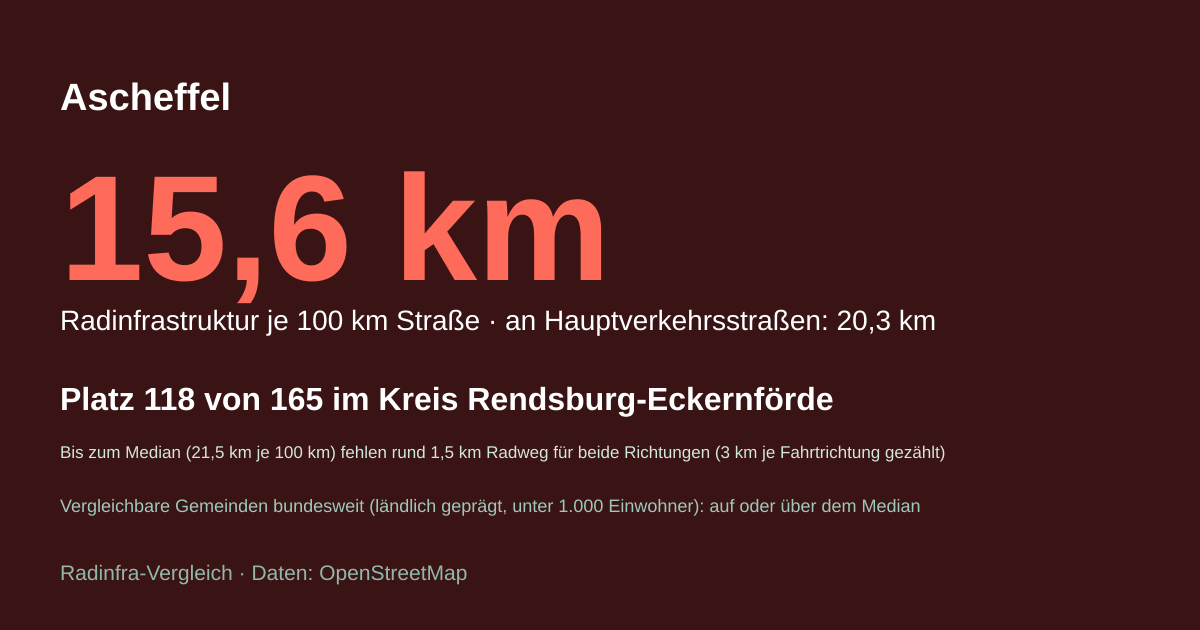 Ascheffel
15,6 km
Radinfrastruktur je 100 km Straße · an Hauptverkehrsstraßen: 20,3 km
Platz 118 von 165 im Kreis Rendsburg-Eckernförde
Bis zum Median (21,5 km je 100 km) fehlen rund 1,5 km Radweg für beide Richtungen (3 km je Fahrtrichtung gezählt)
Vergleichbare Gemeinden bundesweit (ländlich geprägt, unter 1.000 Einwohner): auf oder über dem Median
Radinfra-Vergleich · Daten: OpenStreetMap